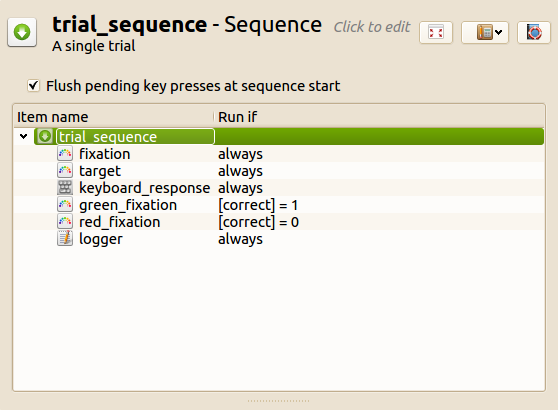 trial_sequence - Sequence Click to edit
A single trial
Flush pending key presses at sequence start
Item name Run if
trial_sequence
fixation always
target always
keyboard_response always
green_fixation [correct] = 1
red_fixation [correct] = 0
logger always